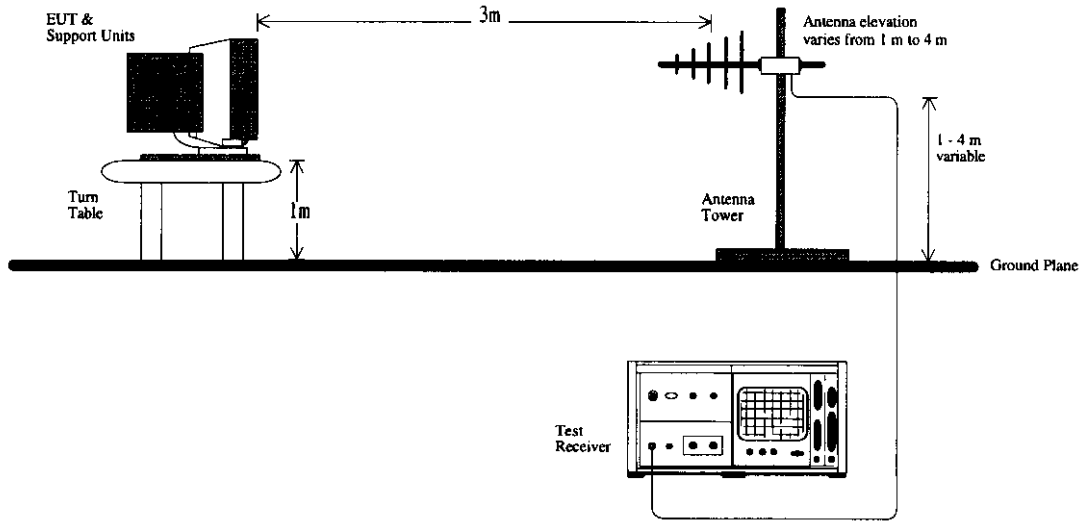 EUT &
Support Units
3m
Antenna elevation
varies from 1 m to 4 m
1 - 4 m
variable
Turn
Table
1m
Antenna
Tower
Ground Plane
Test
Receiver